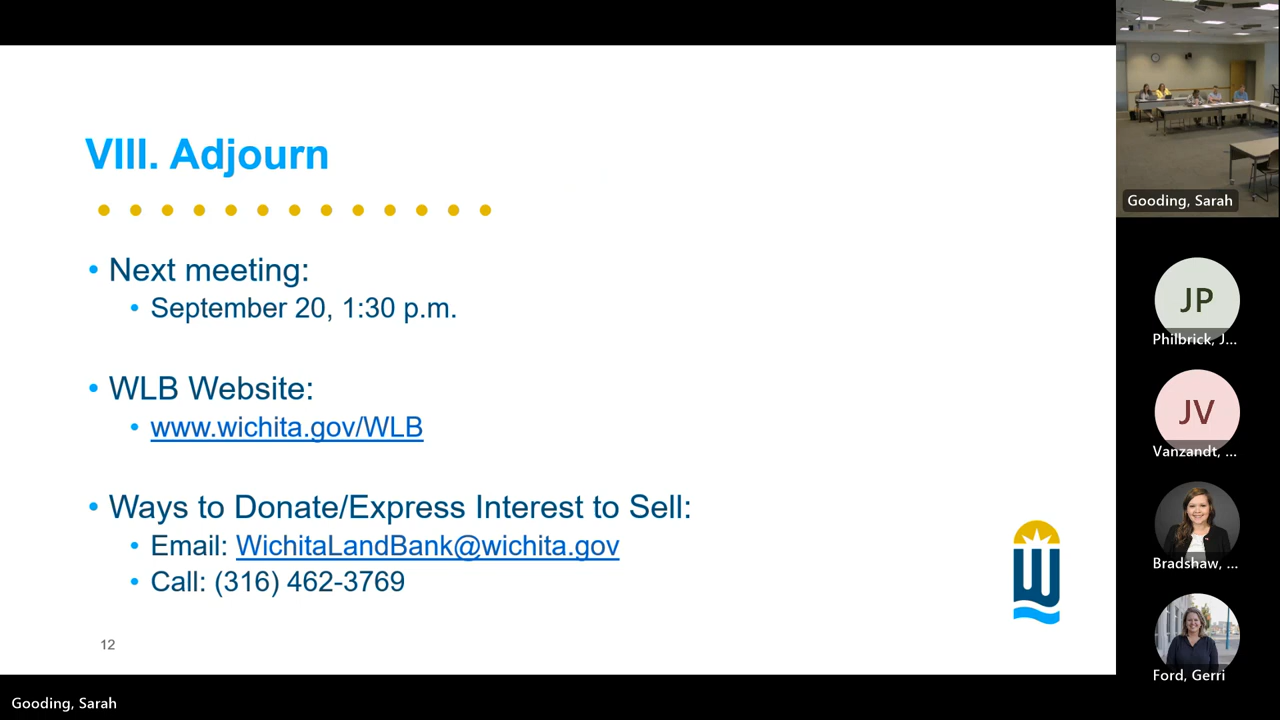 VIII. Adjourn
• Next meeting:
• September 20, 1:30 p.m.
• WLB Website:
• www.wichita.gov/WLB
• Ways to Donate/Express Interest to Sell:
• Email: WichitaLandBank@wichita.gov
• Call: (316) 462-3769
12
W
Gooding, Sarah
JP
Philbrick, J...
JV
Vanzandt, ...
Bradshaw, ...
Ford, Gerri
Gooding, Sarah